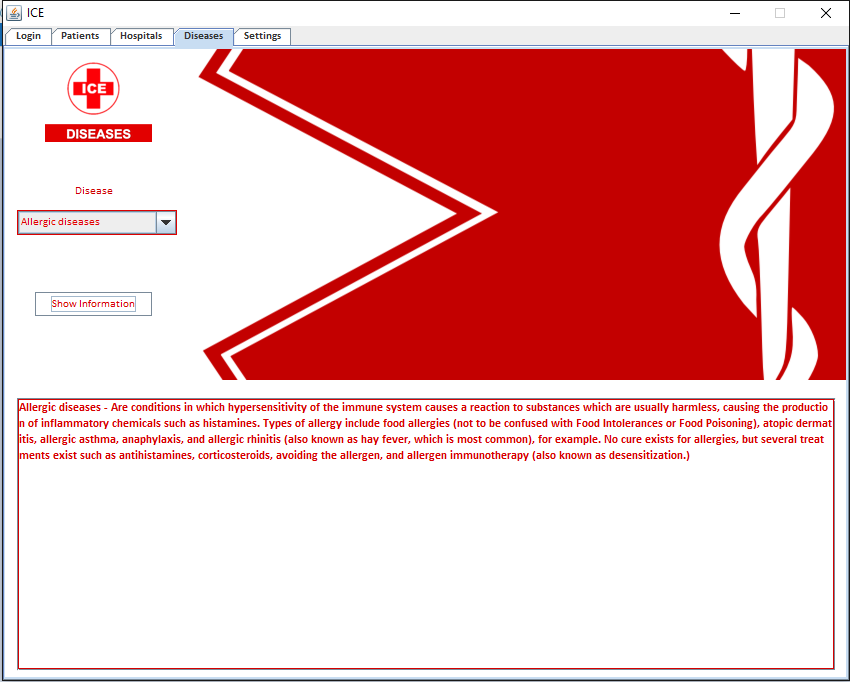 ICE
Login Patients Hospitals Diseases Settings
ICE
DISEASES
Disease
Allergic diseases
Show Information
Allergic diseases - Are conditions in which hypersensitivity of the immune system causes a reaction to substances which are usually harmless, causing the productio
n of inflammatory chemicals such as histamines. Types of allergy include food allergies (not to be confused with Food Intolerances or Food Poisoning), atopic dermat
itis, allergic asthma, anaphylaxis, and allergic rhinitis (also known as hay fever, which is most common), for example. No cure exists for allergies, but several treat
ments exist such as antihistamines, corticosteroids, avoiding the allergen, and allergen immunotherapy (also known as desensitization.)